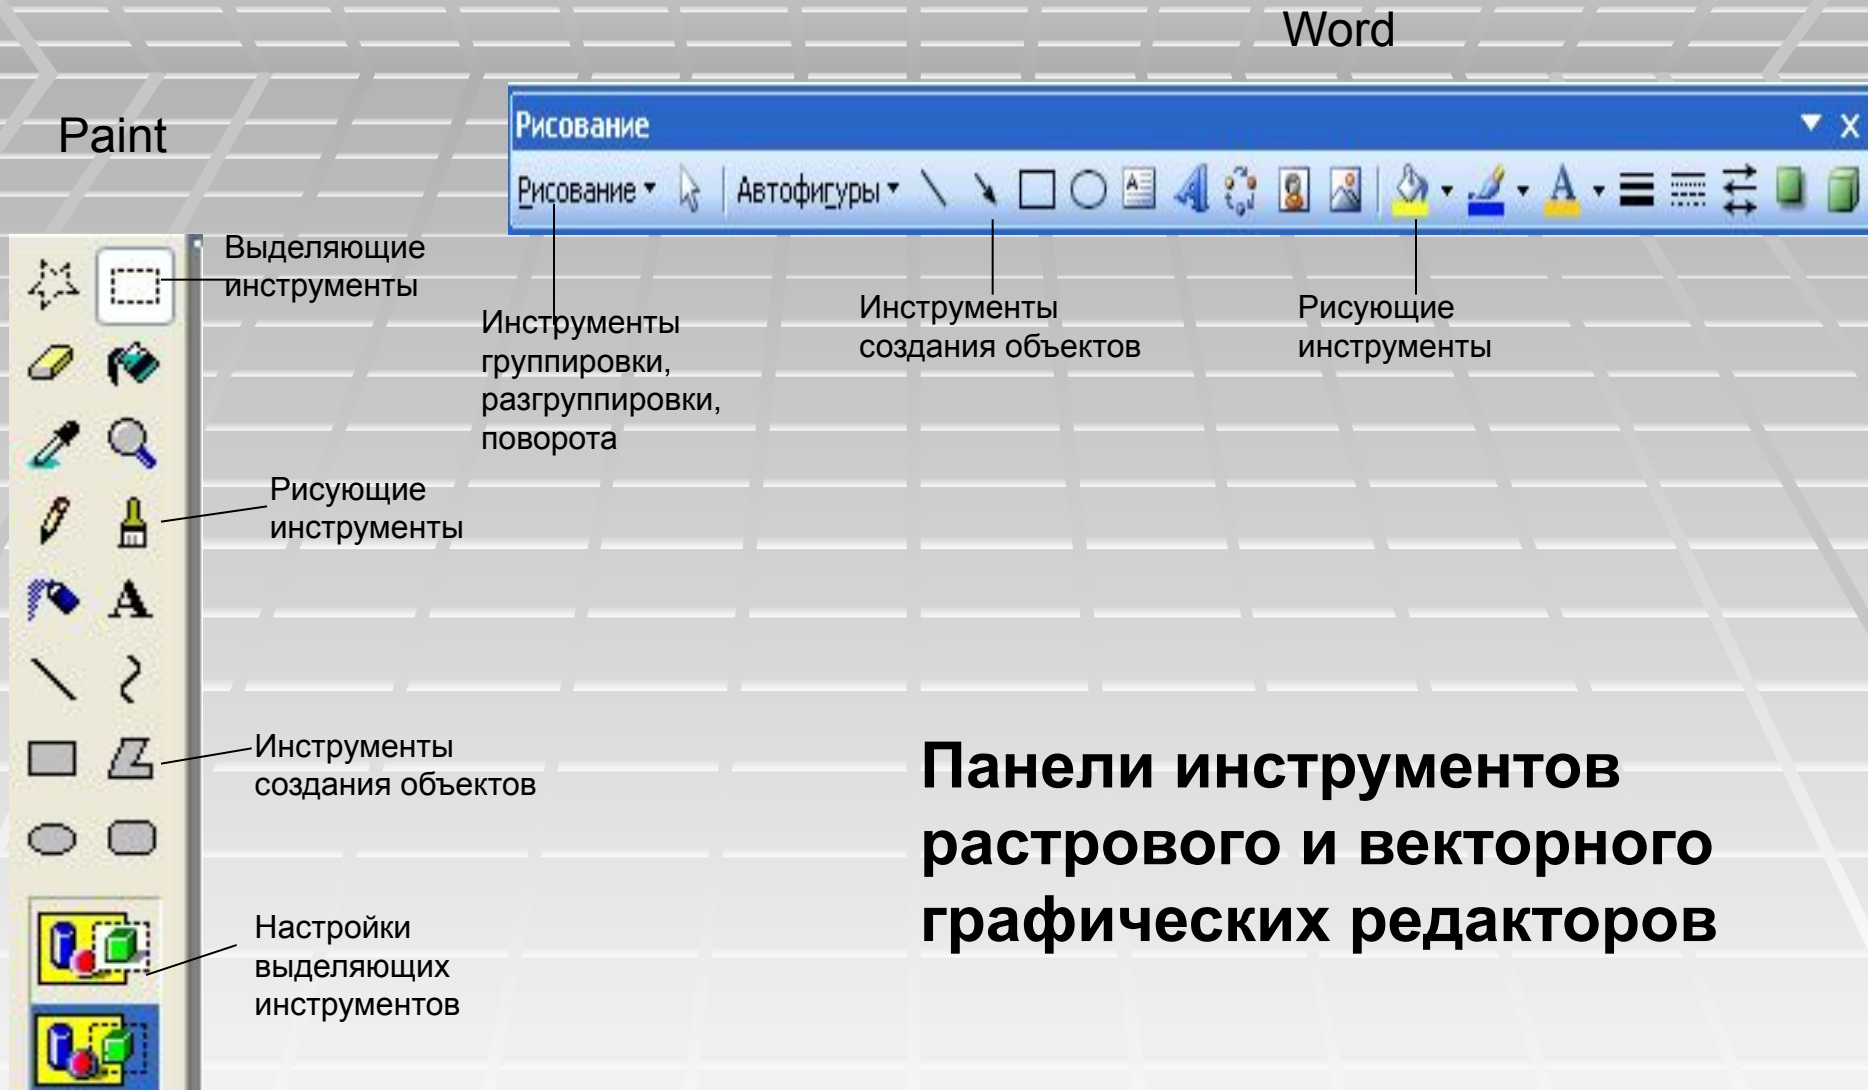 Word
Paint
Рисование
Рисование Автофигуры
Выделяющие
инструменты
Инструменты
группировки,
разгруппировки,
поворота
Инструменты
создания объектов
Рисующие
инструменты
Рисующие
инструменты
Инструменты
создания объектов
Настройки
выделяющих
инструментов
Панели инструментов
растрового и векторного
графических редакторов